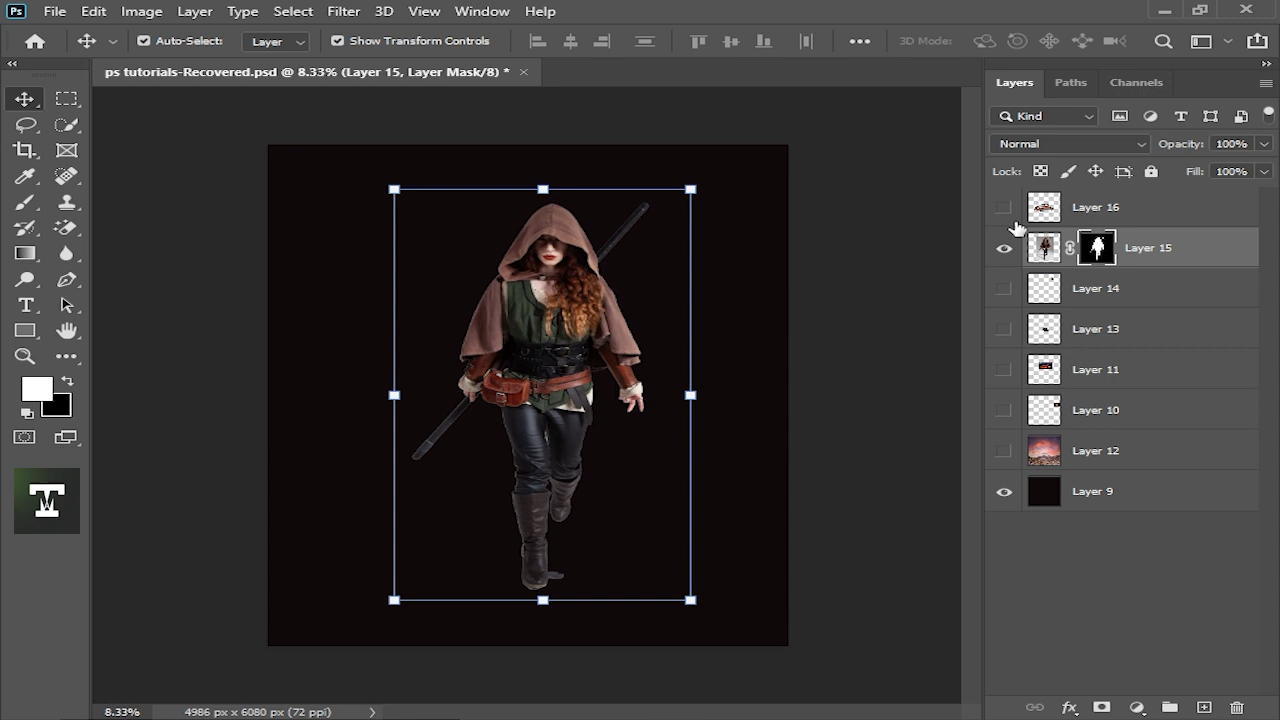 Ps File Edit Image Layer Type Select Filter 3D View Window Help
Auto-Select: Layer Show Transform Controls 3D Mode:
ps tutorials-Recovered.psd @ 8.33% (Layer 15, Layer Mask/8) *
Layers Paths Channels
Kind
Normal Opacity: 100%
Lock: Fill: 100%
Layer 16
Layer 15
Layer 14
Layer 13
Layer 11
Layer 10
Layer 12
Layer 9
8.33% 4986 px x 6080 px (72 ppi)
fx